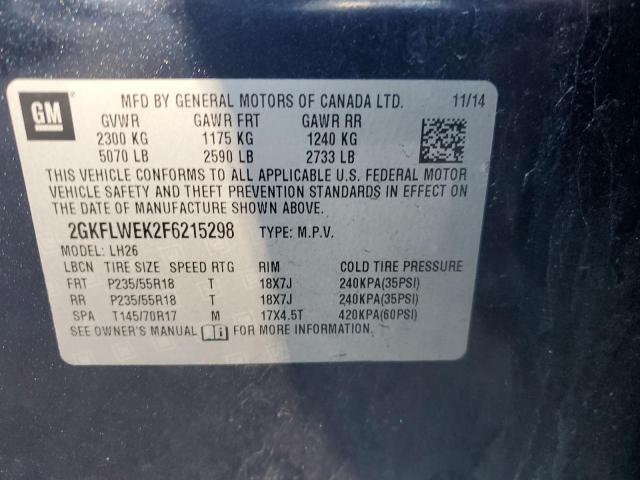 GM
MFD BY GENERAL MOTORS OF CANADA LTD. 11/14
GVWR GAWR FRT GAWR RR
2300 KG 1175 KG 1240 KG
5070 LB 2590 LB 2733 LB
THIS VEHICLE CONFORMS TO ALL APPLICABLE U.S. FEDERAL MOTOR
VEHICLE SAFETY AND THEFT PREVENTION STANDARDS IN EFFECT ON
THE DATE OF MANUFACTURE SHOWN ABOVE.
2GKFLWEK2F6215298 TYPE: M.P.V.
MODEL: LH26
LBCN TIRE SIZE SPEED RTG RIM COLD TIRE PRESSURE
FRT P235/55R18 T 18X7J 240KPA(35PSI)
RR P235/55R18 T 18X7J 240KPA(35PSI)
SPA T145/70R17 M 17X4.5T 420KPA(60PSI)
SEE OWNER'S MANUAL FOR MORE INFORMATION.